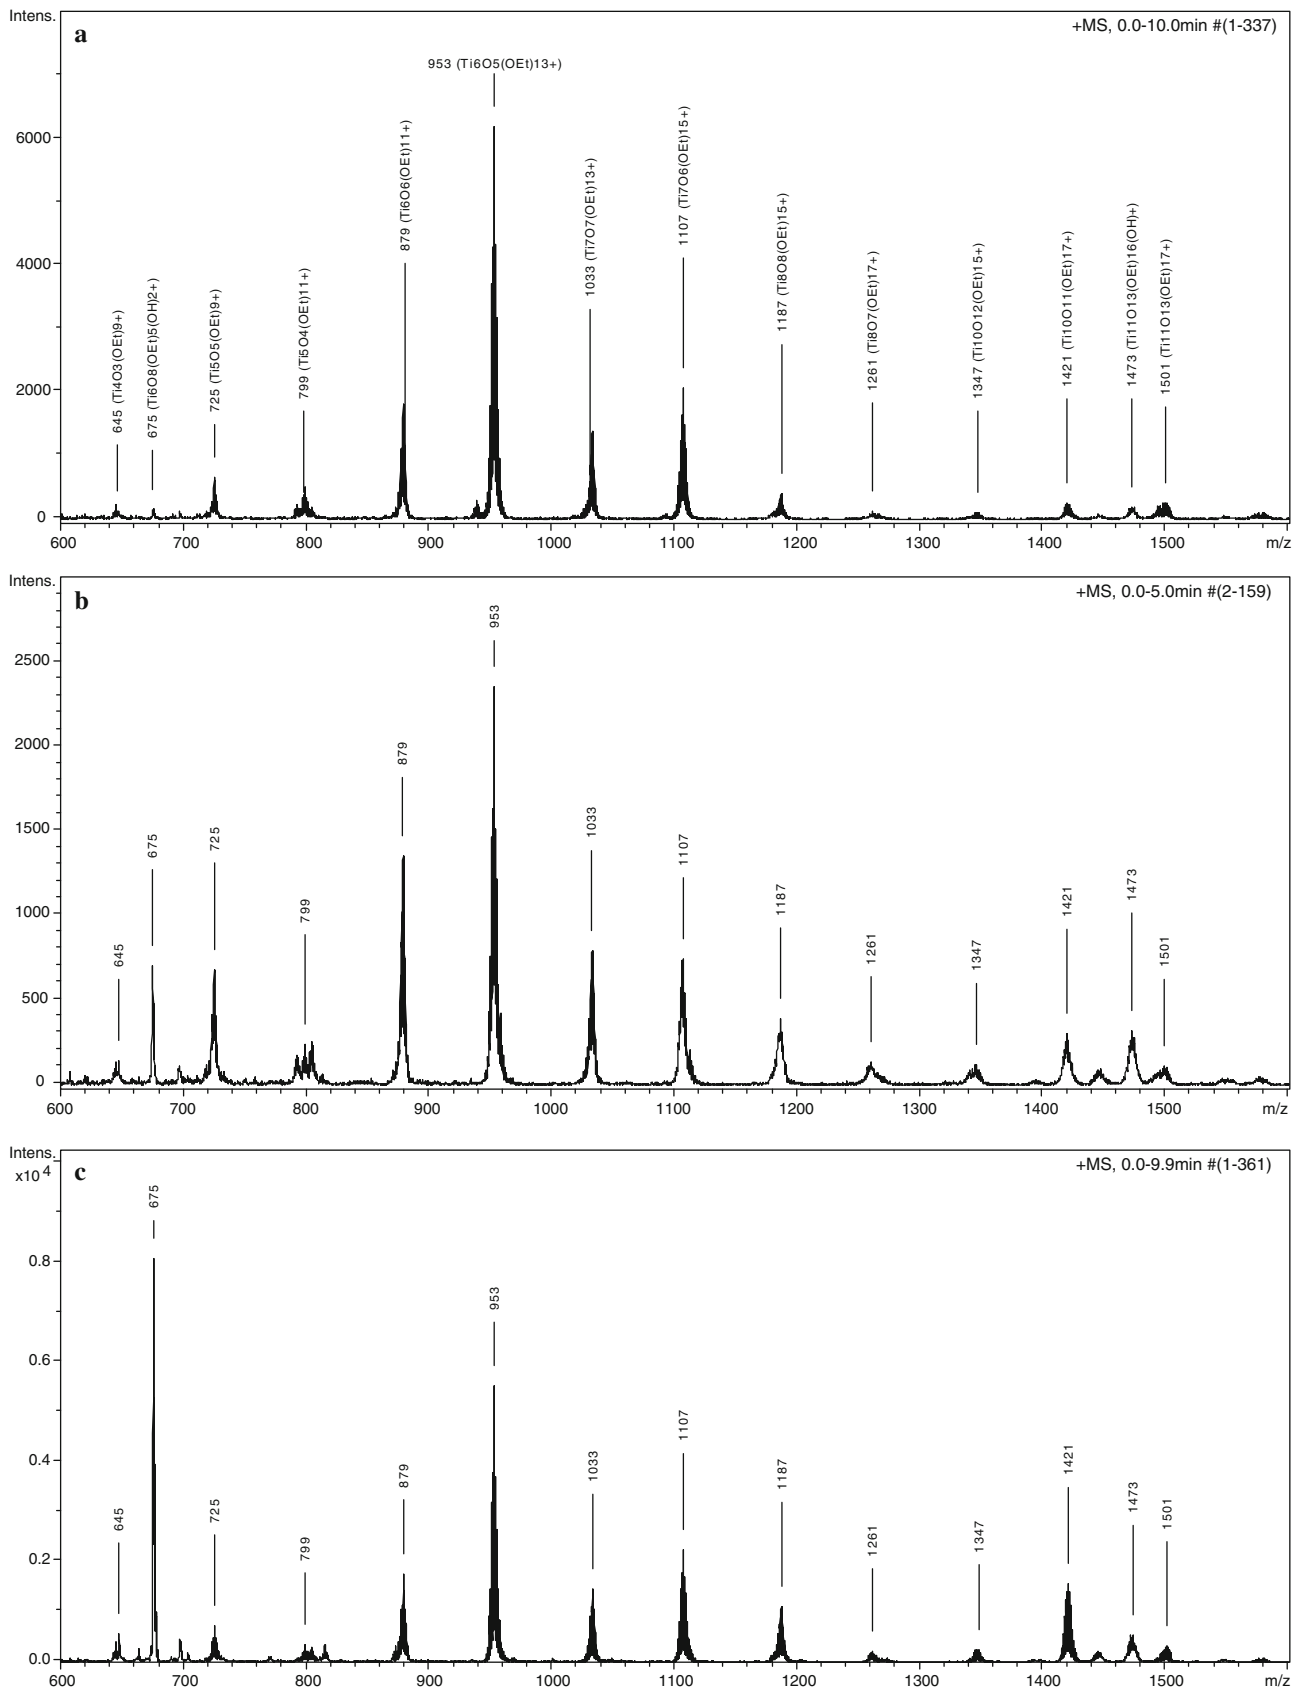 Intens.
a
+MS, 0.0-10.0min #(1-337)
953 (Ti6O5(OEt)13+)
645 (Ti4O3(OEt)9+)
675 (Ti6O8(OEt)5(OH)2+)
725 (Ti5O5(OEt)9+)
799 (Ti5O4(OEt)11+)
879 (Ti6O6(OEt)11+)
1033 (Ti7O7(OEt)13+)
1107 (Ti7O6(OEt)15+)
1187 (Ti8O8(OEt)15+)
1261 (Ti8O7(OEt)17+)
1347 (Ti10O12(OEt)15+)
1421 (Ti10O11(OEt)17+)
1473 (Ti11O13(OEt)16(OH)+)
1501 (Ti11O13(OEt)17+)
6000
4000
2000
0
600 700 800 900 1000 1100 1200 1300 1400 1500 m/z
Intens.
b
+MS, 0.0-5.0min #(2-159)
645
675
725
799
879
953
1033
1107
1187
1261
1347
1421
1473
1501
2500
2000
1500
1000
500
0
600 700 800 900 1000 1100 1200 1300 1400 1500 m/z
Intens.
x10 4
c
+MS, 0.0-9.9min #(1-361)
645
675
725
799
879
953
1033
1107
1187
1261
1347
1421
1473
1501
0.8
0.6
0.4
0.2
0.0
600 700 800 900 1000 1100 1200 1300 1400 1500 m/z